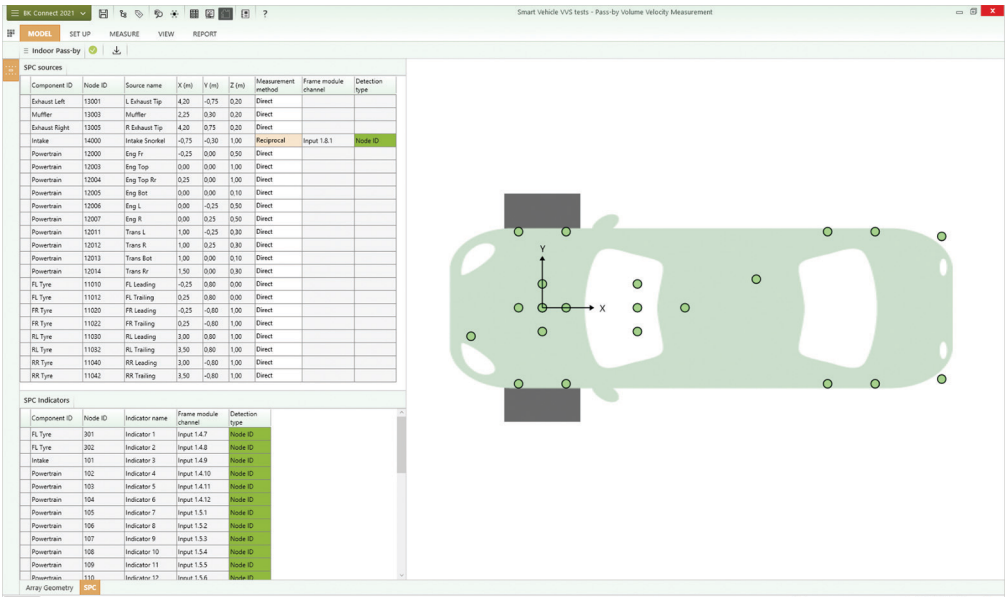 BK Connect 2021
?
Smart Vehicle VVS tests - Pass-by Volume Velocity Measurement
MODEL SET UP MEASURE VIEW REPORT
Indoor Pass-by
SPC sources
Component ID Node ID Source name X (m) Y (m) Z (m) Measurement method Frame module channel Detection type
Exhaust Left 13001 L Exhaust Tip 4,20 -0,75 0,20 Direct
Muffler 13003 Muffler 2,25 0,30 0,20 Direct
Exhaust Right 13005 R Exhaust Tip 4,20 0,75 0,20 Direct
Intake 14000 Intake Snorkel -0,75 -0,30 1,00 Reciprocal Input 1.8.1 Node ID
Powertrain 12000 Eng Fr -0,25 0,00 0,50 Direct
Powertrain 12003 Eng Top 0,00 0,00 1,00 Direct
Powertrain 12004 Eng Top Rr 0,25 0,00 1,00 Direct
Powertrain 12005 Eng Bot 0,00 0,00 0,10 Direct
Powertrain 12006 Eng L 0,00 -0,25 0,50 Direct
Powertrain 12007 Eng R 0,00 0,25 0,50 Direct
Powertrain 12011 Trans L 1,00 -0,25 0,30 Direct
Powertrain 12012 Trans R 1,00 0,25 0,30 Direct
Powertrain 12013 Trans Bot 1,00 0,00 0,10 Direct
Powertrain 12014 Trans Rr 1,50 0,00 0,30 Direct
FL Tyre 11010 FL Leading -0,25 0,80 0,00 Direct
FL Tyre 11012 FL Trailing 0,25 0,80 0,00 Direct
FR Tyre 11020 FR Leading -0,25 -0,80 1,00 Direct
FR Tyre 11022 FR Trailing 0,25 -0,80 1,00 Direct
RL Tyre 11030 RL Leading 3,00 0,80 1,00 Direct
RL Tyre 11032 RL Trailing 3,50 0,80 1,00 Direct
RR Tyre 11040 RR Leading 3,00 -0,80 1,00 Direct
RR Tyre 11042 RR Trailing 3,50 -0,80 1,00 Direct
Y
X
SPC Indicators
Component ID Node ID Indicator name Frame module channel Detection type
FL Tyre 301 Indicator 1 Input 1.4.7 Node ID
FL Tyre 302 Indicator 2 Input 1.4.8 Node ID
Intake 101 Indicator 3 Input 1.4.9 Node ID
Powertrain 102 Indicator 4 Input 1.4.10 Node ID
Powertrain 103 Indicator 5 Input 1.4.11 Node ID
Powertrain 104 Indicator 6 Input 1.4.12 Node ID
Powertrain 105 Indicator 7 Input 1.5.1 Node ID
Powertrain 106 Indicator 8 Input 1.5.2 Node ID
Powertrain 107 Indicator 9 Input 1.5.3 Node ID
Powertrain 108 Indicator 10 Input 1.5.4 Node ID
Powertrain 109 Indicator 11 Input 1.5.5 Node ID
Powertrain 110 Indicator 12 Input 1.5.6 Node ID
Array Geometry SPC